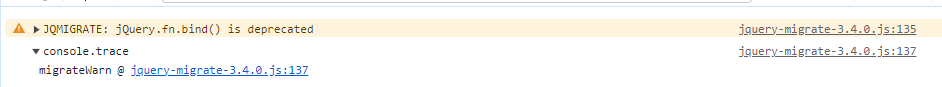 JQMIGRATE: jQuery.fn.bind() is deprecated jquery-migrate-3.4.0.js:135
console.trace jquery-migrate-3.4.0.js:137
migrateWarn @ jquery-migrate-3.4.0.js:137